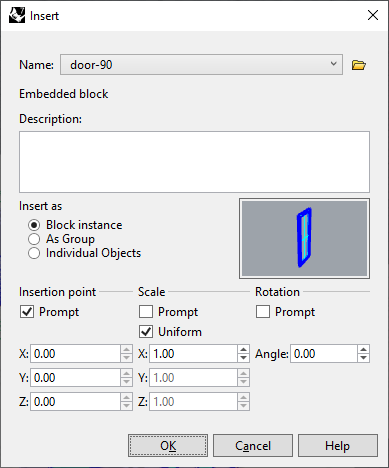 Insert
Name: door-90
Embedded block
Description:
Insert as
Block instance
As Group
Individual Objects
Insertion point Scale Rotation
Prompt Prompt Prompt
Uniform
X: 0.00 X: 1.00 Angle: 0.00
Y: 0.00 Y: 1.00
Z: 0.00 Z: 1.00
OK Cancel Help